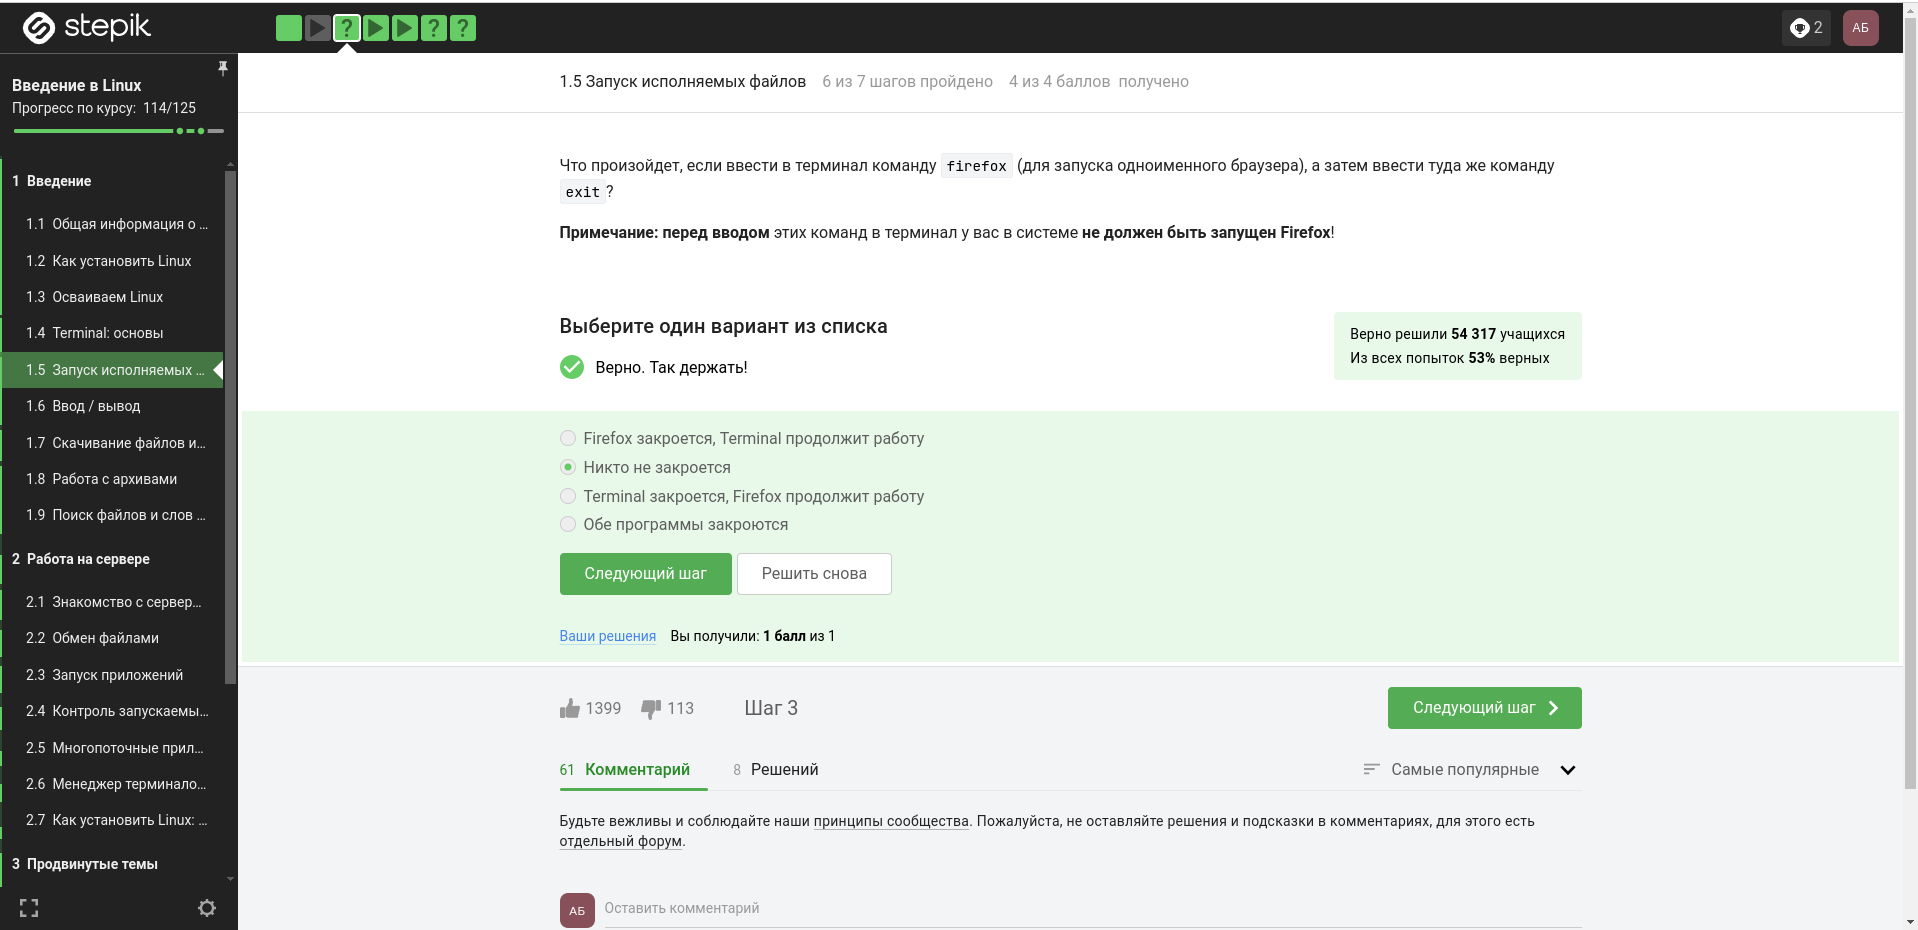 stepik
? ? ?
2
АБ
Введение в Linux
Прогресс по курсу: 114/125
1 Введение
1.1 Общая информация о ...
1.2 Как установить Linux
1.3 Осваиваем Linux
1.4 Terminal: основы
1.5 Запуск исполняемых ...
1.6 Ввод / вывод
1.7 Скачивание файлов и...
1.8 Работа с архивами
1.9 Поиск файлов и слов ...
2 Работа на сервере
2.1 Знакомство с сервер...
2.2 Обмен файлами
2.3 Запуск приложений
2.4 Контроль запускаемы...
2.5 Многопоточные прил...
2.6 Менеджер терминало...
2.7 Как установить Linux: ...
3 Продвинутые темы
1.5 Запуск исполняемых файлов 6 из 7 шагов пройдено 4 из 4 баллов получено
Что произойдет, если ввести в терминал команду firefox (для запуска одноименного браузера), а затем ввести туда же команду
exit ?
Примечание: перед вводом этих команд в терминал у вас в системе не должен быть запущен Firefox!
Выберите один вариант из списка
Верно. Так держать!
Верно решили 54 317 учащихся
Из всех попыток 53% верных
Firefox закроется, Terminal продолжит работу
Никто не закроется
Terminal закроется, Firefox продолжит работу
Обе программы закроются
Следующий шаг Решить снова
Ваши решения Вы получили: 1 балл из 1
1399 113 Шаг 3 Следующий шаг
61 Комментарий 8 Решений Самые популярные
Будьте вежливы и соблюдайте наши принципы сообщества. Пожалуйста, не оставляйте решения и подсказки в комментариях, для этого есть
отдельный форум.
АБ Оставить комментарий